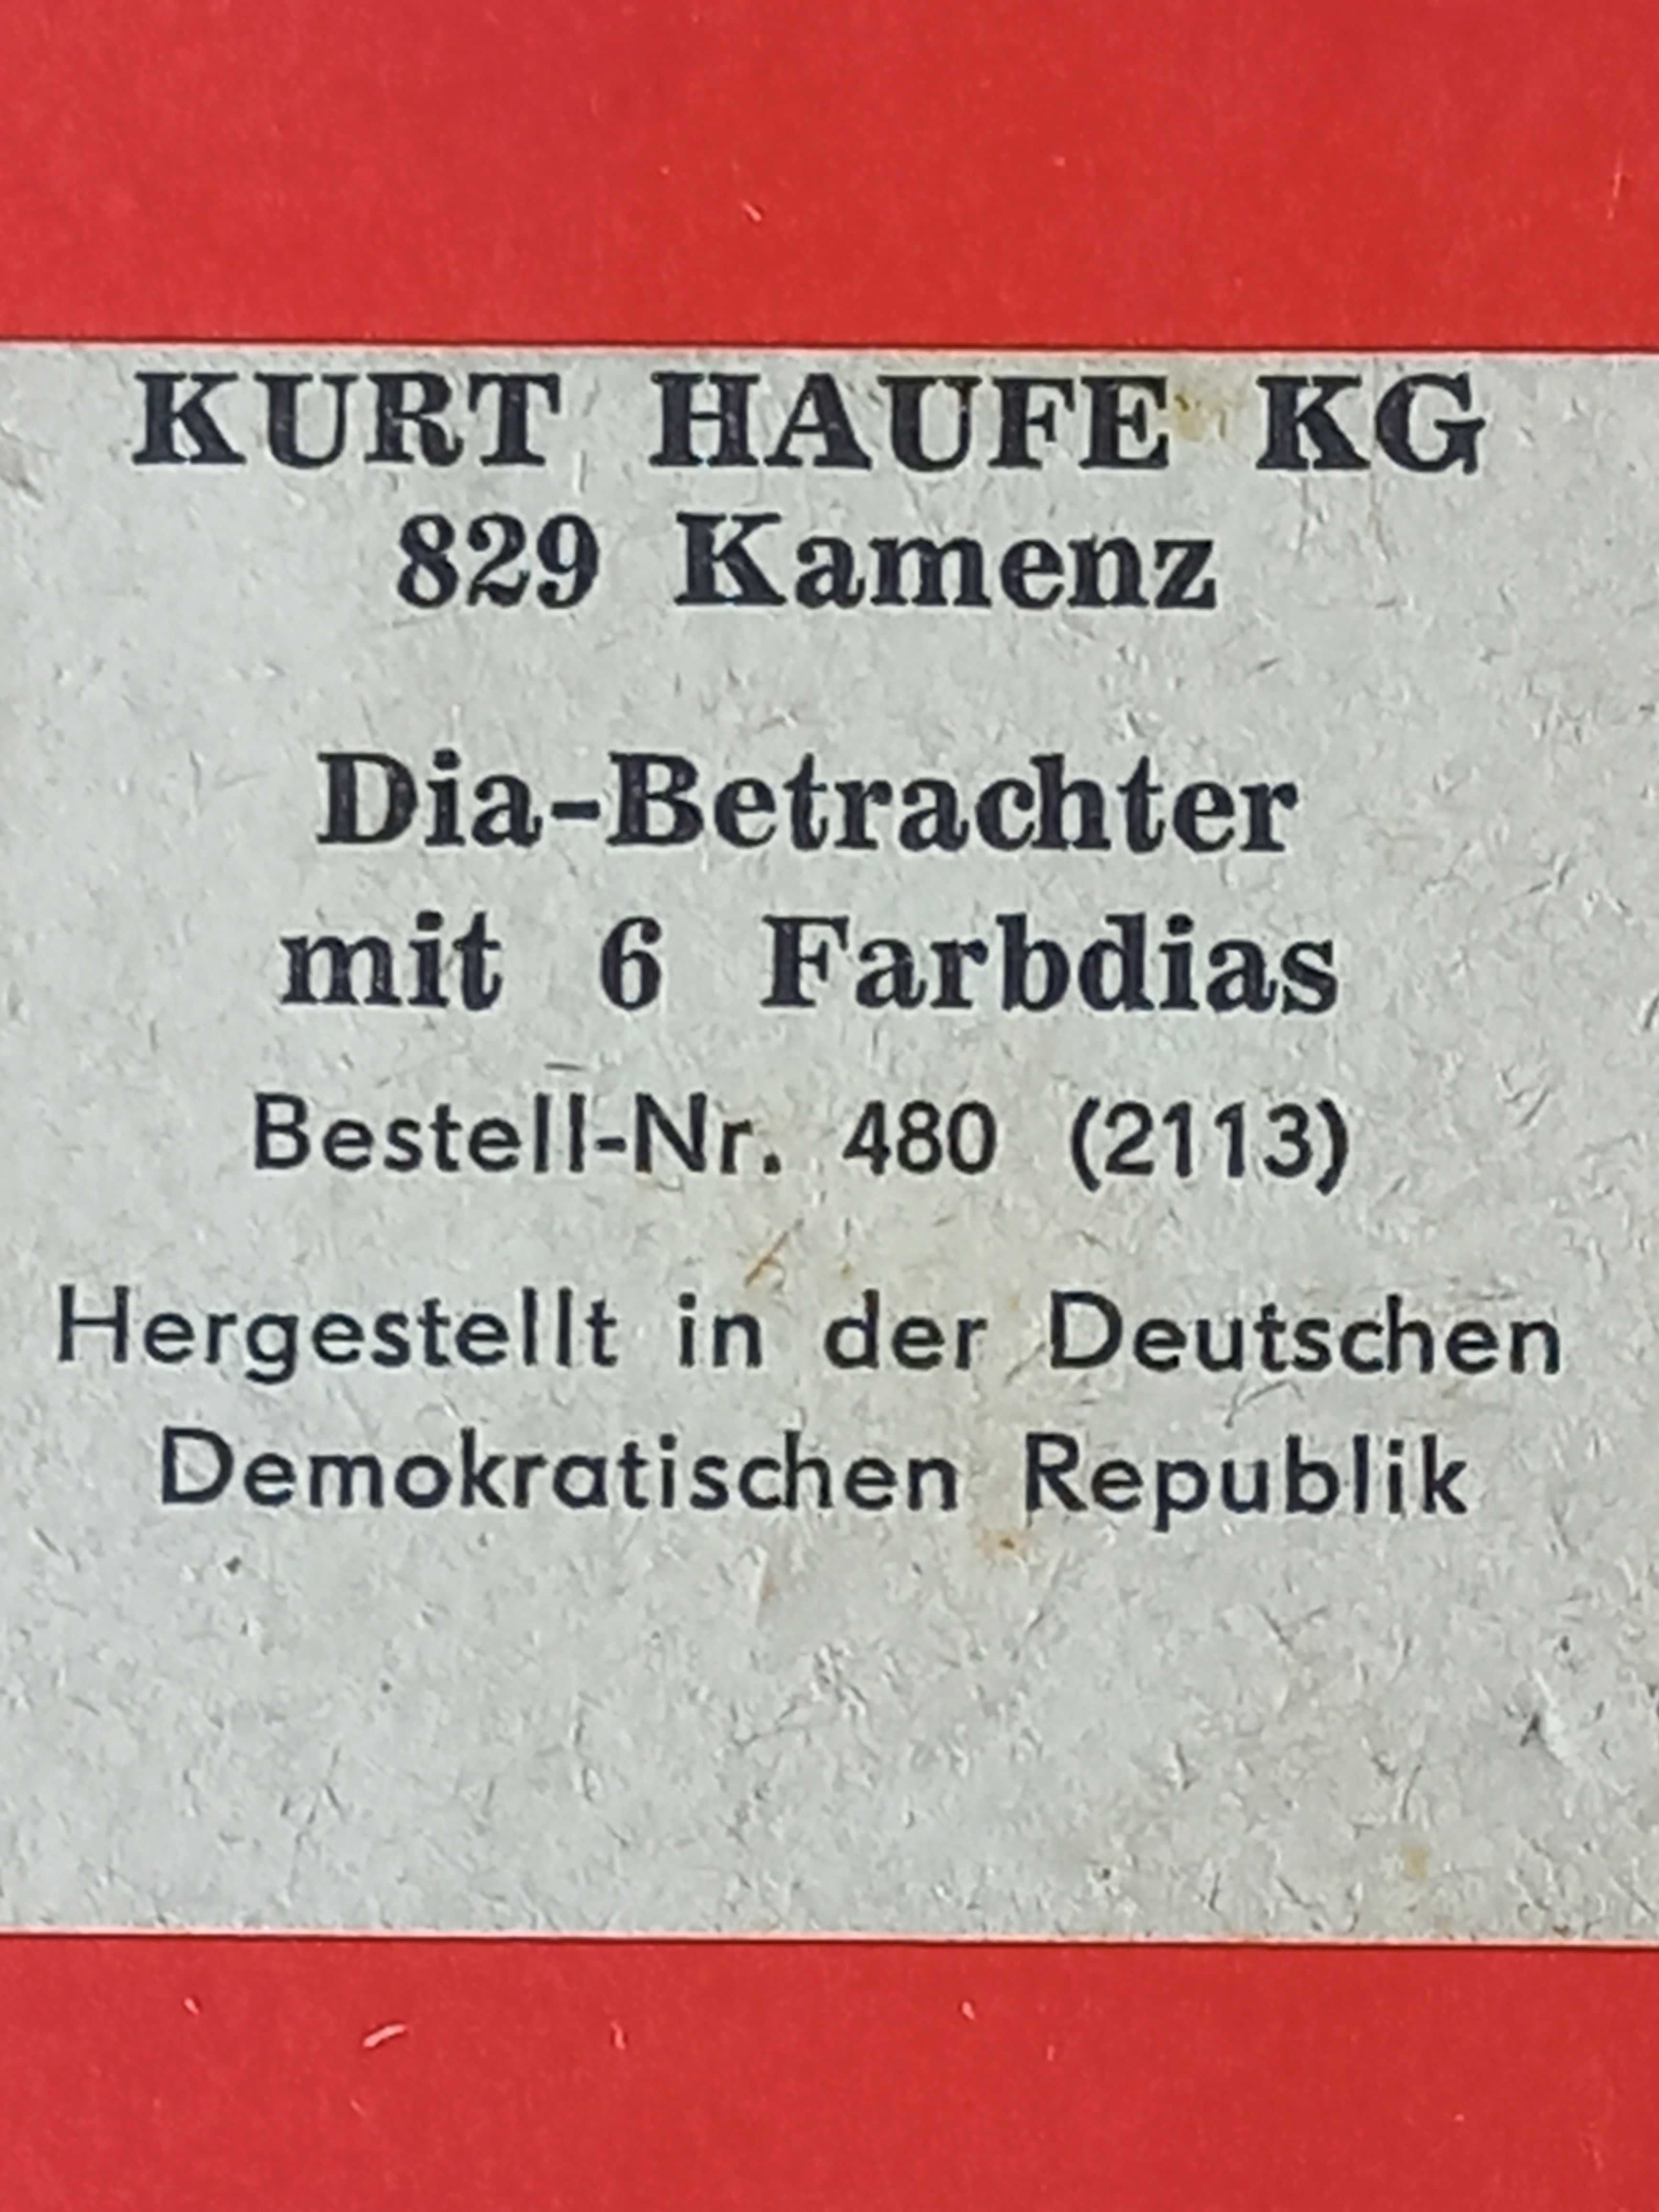 KURT HAUFE KG
829 Kamenz
Dia-Betrachter
mit 6 Farbdias
Bestell-Nr. 480 (2113)
Hergestellt in der Deutschen
Demokratischen Republik